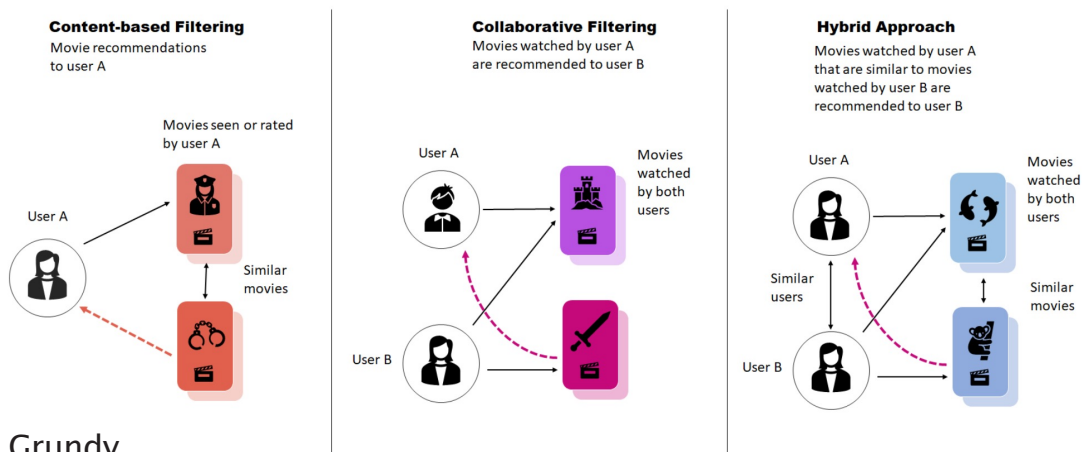 Content-based Filtering
Movie recommendations
to user A
Movies seen or rated
by user A
User A
Similar
movies
Collaborative Filtering
Movies watched by user A
are recommended to user B
User A
Movies
watched
by both
users
User B
Hybrid Approach
Movies watched by user A
that are similar to movies
watched by user B are
recommended to user B
User A
Movies
watched
by both
users
Similar
users
Similar
movies
User B
Grundy